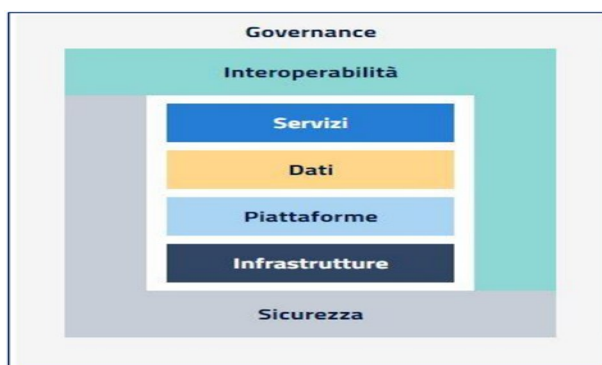 Governance
Interoperabilità
Servizi
Dati
Piattaforme
Infrastrutture
Sicurezza